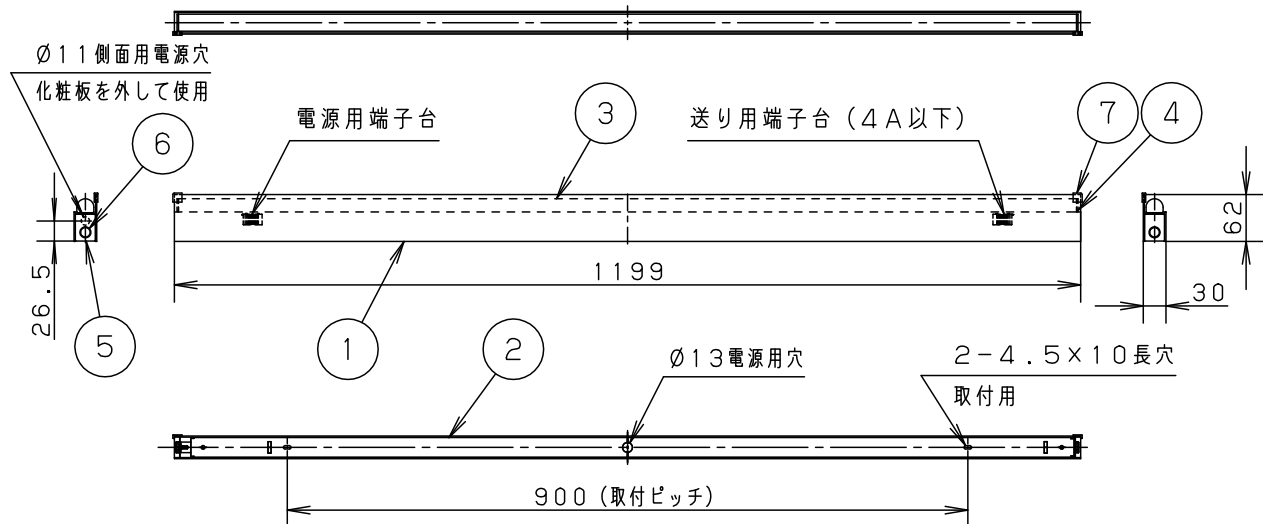 Ø11側面用電源穴
化粧板を外して使用
電源用端子台
送り用端子台(4A以下)
③
⑦
④
⑥
26.5
1199
62
30
⑤
①
②
Ø13電源用穴
2-4.5×10長穴
取付用
900(取付ピッチ)